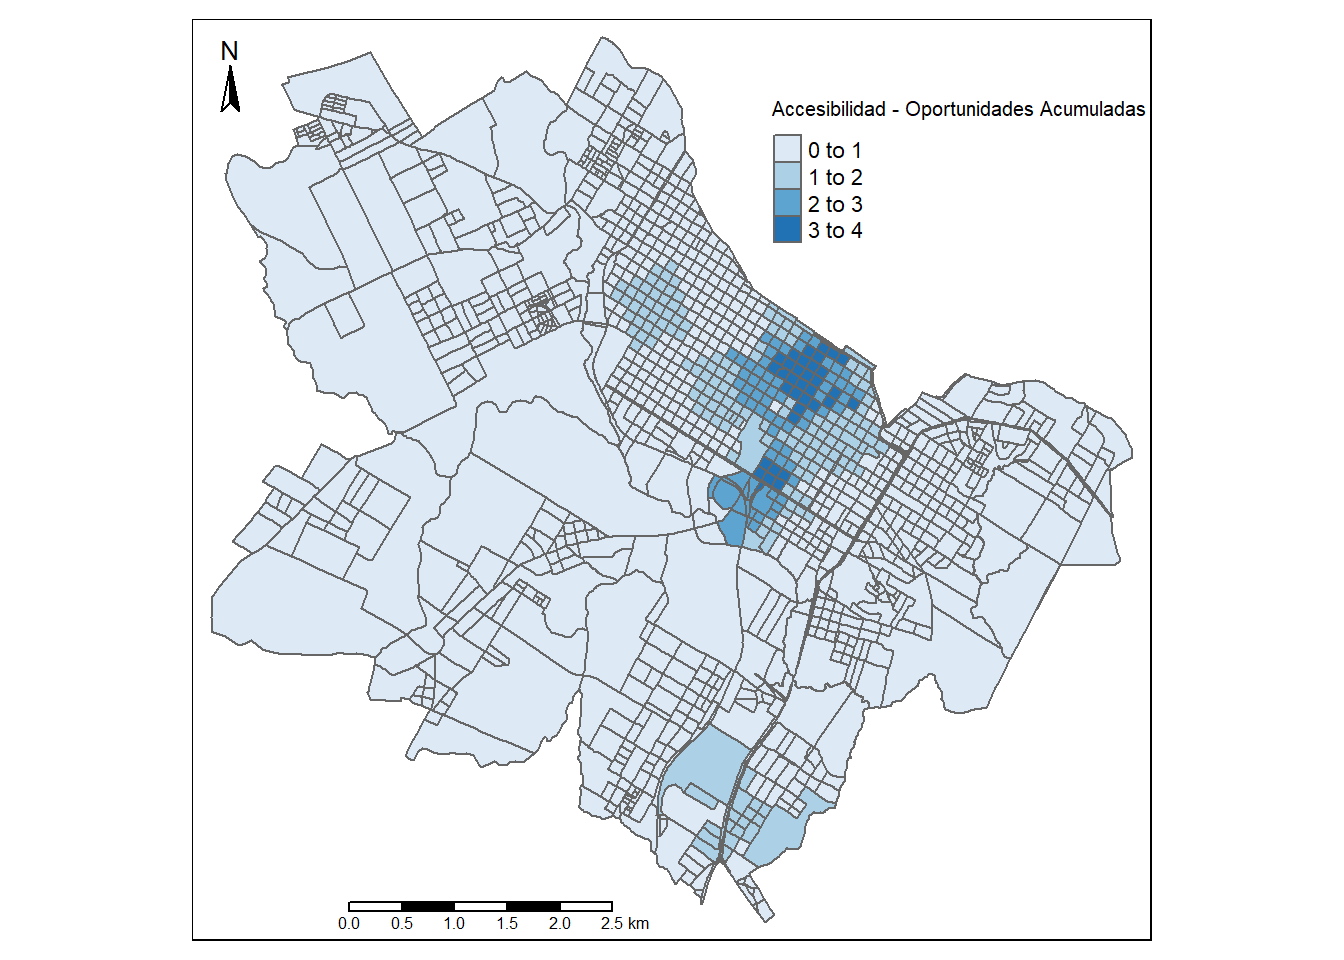 N
Accesibilidad - Oportunidades Acumuladas
0 to 1
1 to 2
2 to 3
3 to 4
0.0 0.5 1.0 1.5 2.0 2.5 km